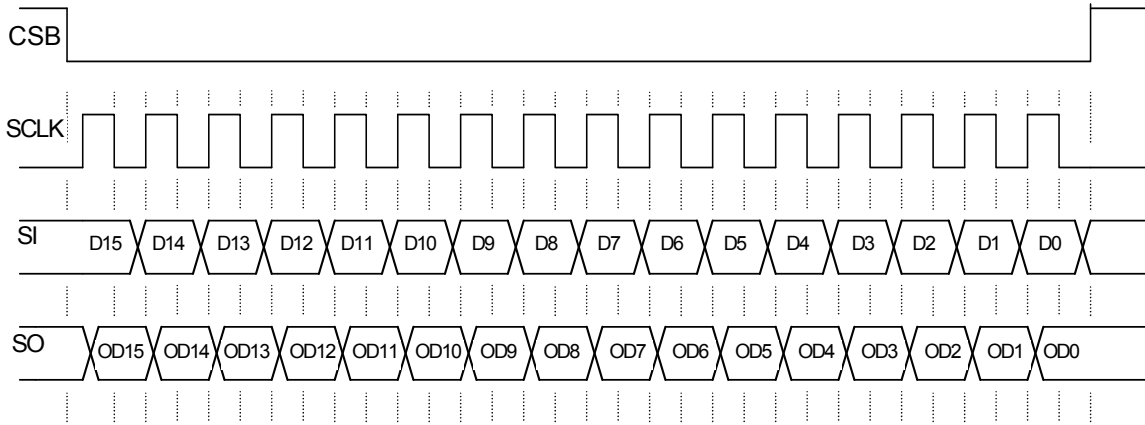 CSB
SCLK
SI D15 D14 D13 D12 D11 D10 D9 D8 D7 D6 D5 D4 D3 D2 D1 D0
SO OD15 OD14 OD13 OD12 OD11 OD10 OD9 OD8 OD7 OD6 OD5 OD4 OD3 OD2 OD1 OD0